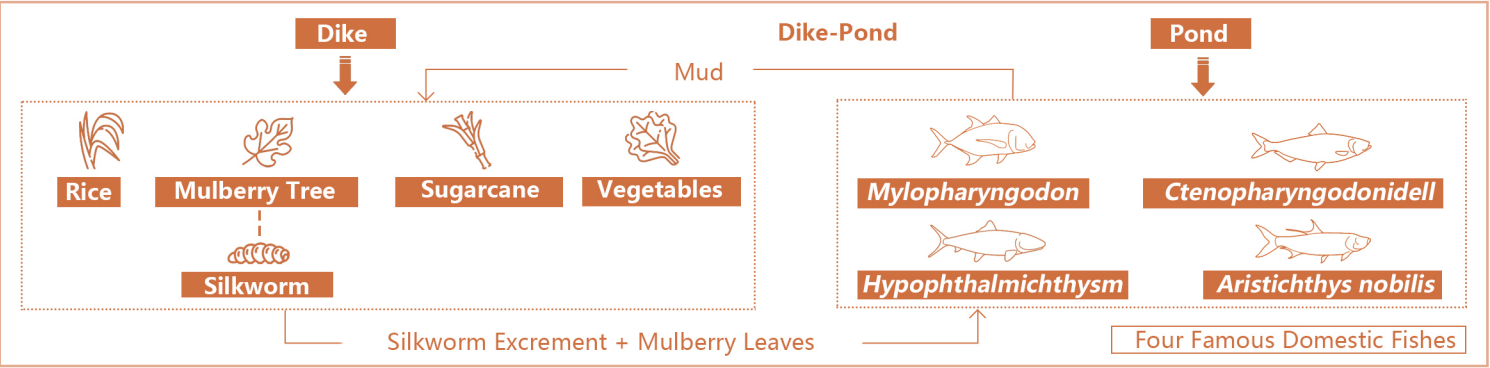 Dike
Dike-Pond
Pond
Mud
Rice
Mulberry Tree
Sugarcane
Vegetables
Silkworm
Mylopharyngodon
Ctenopharyngodonidell
Hypophthalmichthysm
Aristichthys nobilis
Silkworm Excrement + Mulberry Leaves
Four Famous Domestic Fishes